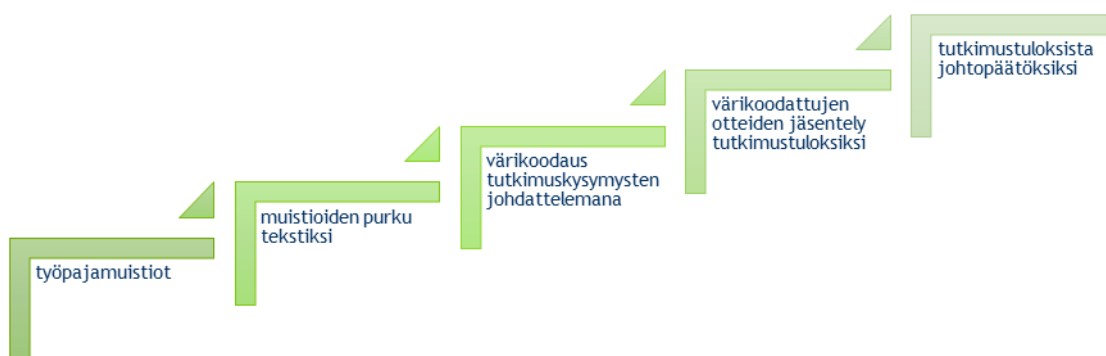 työpajamuistiot
muistioiden purku
tekstiksi
värikoodaus
tutkimuskysymysten
johdattelemana
värikoodattujen
otteiden jäsentely
tutkimustuloksiksi
tutkimustuloksista
johtopäätöksiksi